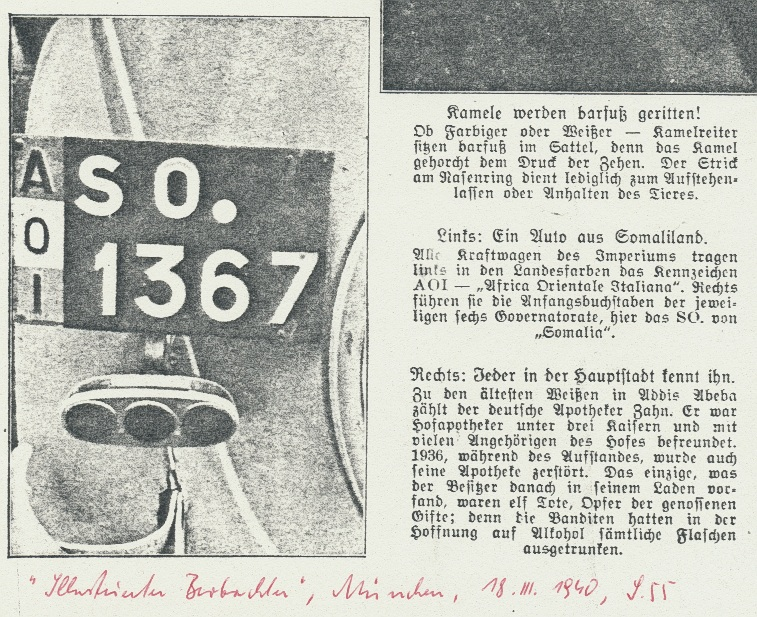 A
O
I
SO.
1367
Kamele werden barfuß geritten!
Ob Farbiger oder Weißer — Kamelreiter
sitzen barfuß im Sattel, denn das Kamel
gehorcht dem Druck der Zehen. Der Strick
am Nasenring dient lediglich zum Aufstehen-
lassen oder Anhalten des Tieres.
Links: Ein Auto aus Somaliland.
Alle Kraftwagen des Imperiums tragen
links in den Landesfarben das Kennzeichen
AOI — „Africa Orientale Italiana“. Rechts
führen sie die Anfangsbuchstaben der jewei-
ligen sechs Governatorate, hier das SO. von
„Somalia“.
Rechts: Jeder in der Hauptstadt kennt ihn.
Zu den ältesten Weißen in Addis Abeba
zählt der deutsche Apotheker Zahn. Er war
Hofapotheker unter drei Kaisern und mit
vielen Angehörigen des Hofes befreundet.
1936, während des Aufstandes, wurde auch
seine Apotheke zerstört. Das einzige, was
der Besitzer danach in seinem Laden vor-
fand, waren elf Tote, Opfer der genossenen
Gifte; denn die Banditen hatten in der
Hoffnung auf Alkohol sämtliche Flaschen
ausgetrunken.
"Illustrierter Beobachter", München, 18.III.1940, S.55